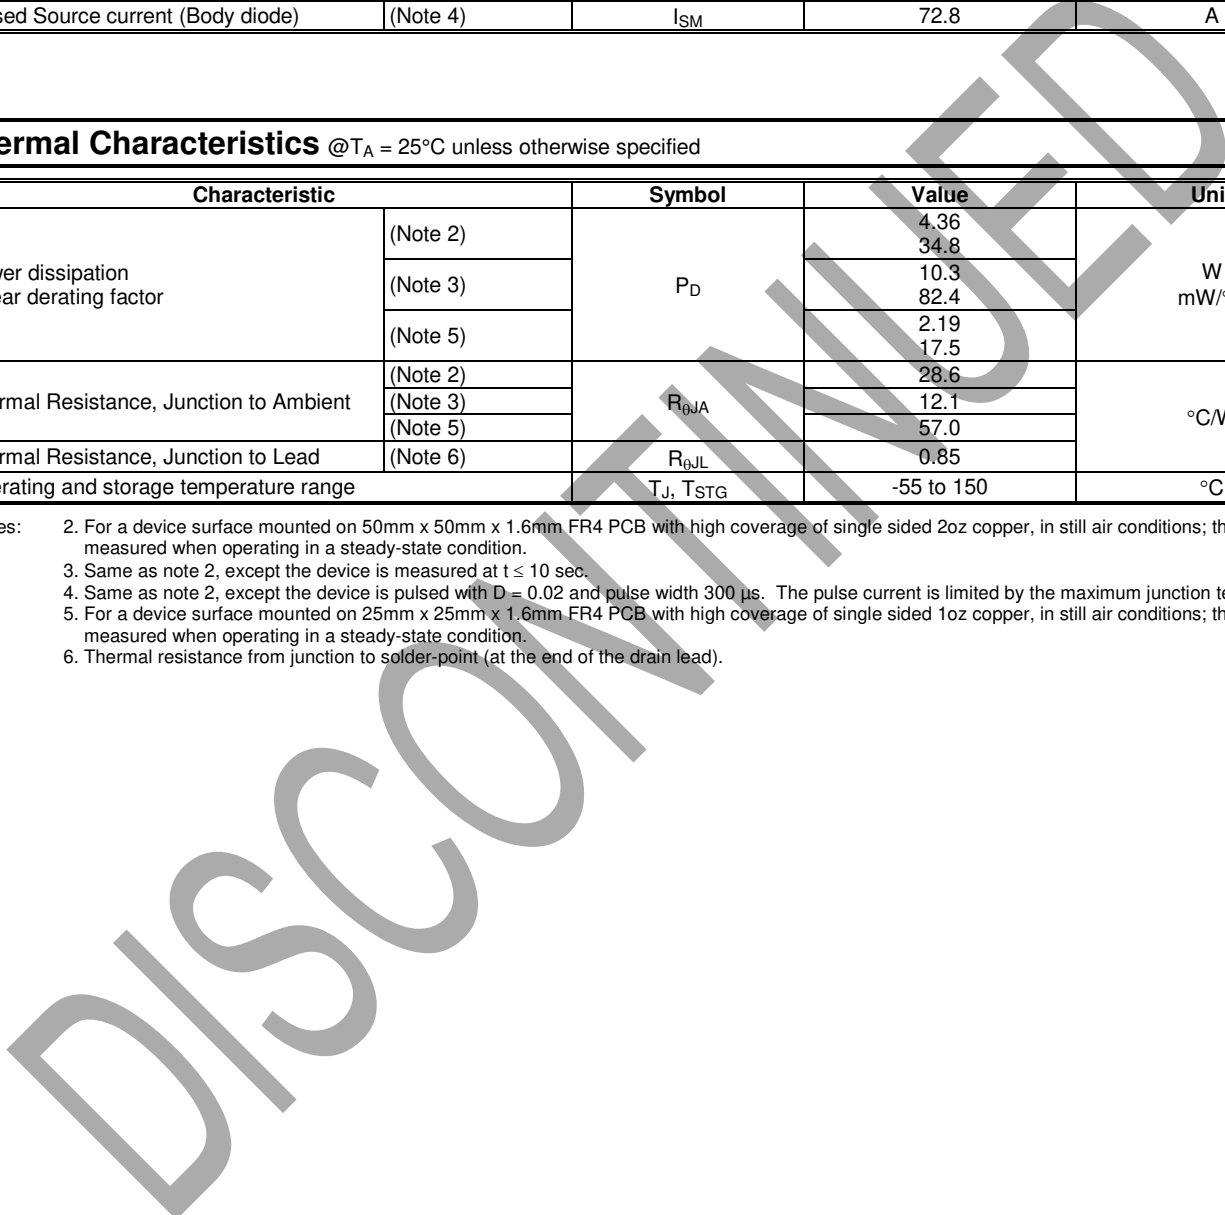 sed Source current (Body diode) (Note 4) ISM 72.8 A
ermal Characteristics @TA = 25°C unless otherwise specified
Characteristic Symbol Value Uni
(Note 2) 4.36
34.8
wer dissipation (Note 3) PD 10.3 W
ear derating factor 82.4 mW/°
(Note 5) 2.19
17.5
(Note 2) 28.6
ermal Resistance, Junction to Ambient (Note 3) RθJA 12.1 °C/W
(Note 5) 57.0
ermal Resistance, Junction to Lead (Note 6) RθJL 0.85
erating and storage temperature range TJ, TSTG -55 to 150 °C
es: 2. For a device surface mounted on 50mm x 50mm x 1.6mm FR4 PCB with high coverage of single sided 2oz copper, in still air conditions; th
measured when operating in a steady-state condition.
3. Same as note 2, except the device is measured at t ≤ 10 sec.
4. Same as note 2, except the device is pulsed with D = 0.02 and pulse width 300 µs. The pulse current is limited by the maximum junction te
5. For a device surface mounted on 25mm x 25mm x 1.6mm FR4 PCB with high coverage of single sided 1oz copper, in still air conditions; th
measured when operating in a steady-state condition.
6. Thermal resistance from junction to solder-point (at the end of the drain lead).
DISCONTINUED